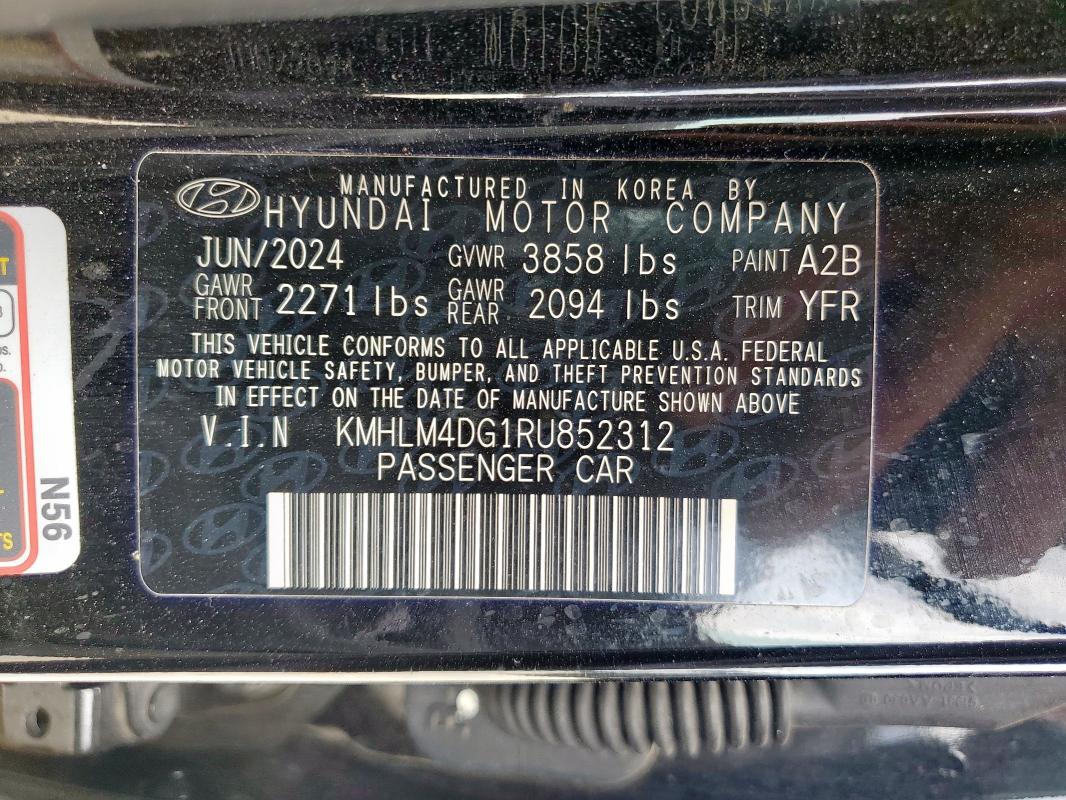 MANUFACTURED IN KOREA BY
HYUNDAI MOTOR COMPANY
JUN/2024 GVWR 3858 lbs PAINT A2B
GAWR FRONT 2271 lbs GAWR REAR 2094 lbs TRIM YFR
THIS VEHICLE CONFORMS TO ALL APPLICABLE U.S.A. FEDERAL
MOTOR VEHICLE SAFETY, BUMPER, AND THEFT PREVENTION STANDARDS
IN EFFECT ON THE DATE OF MANUFACTURE SHOWN ABOVE
V.I.N KMHLM4DG1RU852312
PASSENGER CAR
N56